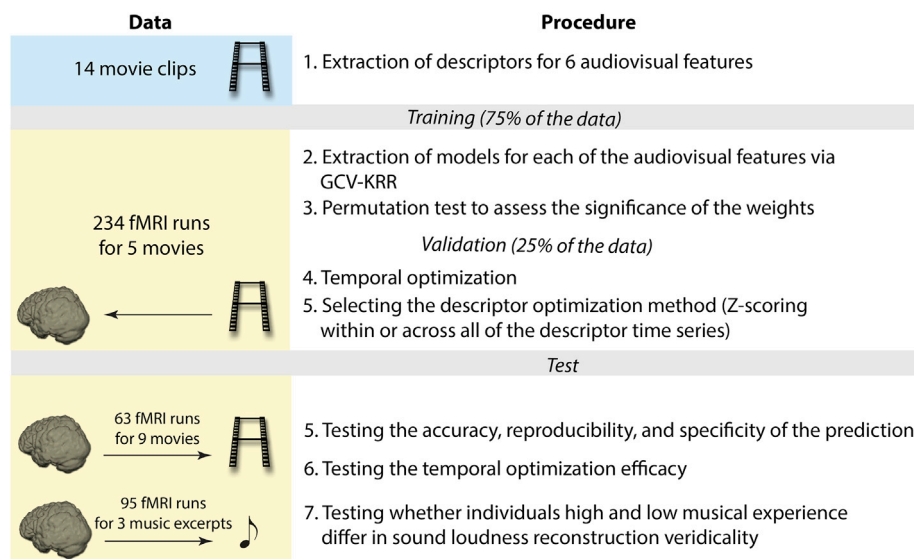 Data
Procedure
14 movie clips
1. Extraction of descriptors for 6 audiovisual features
Training (75% of the data)
234 fMRI runs
for 5 movies
2. Extraction of models for each of the audiovisual features via
GCV-KRR
3. Permutation test to assess the significance of the weights
Validation (25% of the data)
4. Temporal optimization
5. Selecting the descriptor optimization method (Z-scoring
within or across all of the descriptor time series)
Test
63 fMRI runs
for 9 movies
5. Testing the accuracy, reproducibility, and specificity of the prediction
6. Testing the temporal optimization efficacy
95 fMRI runs
for 3 music excerpts
7. Testing whether individuals high and low musical experience
differ in sound loudness reconstruction veridicality